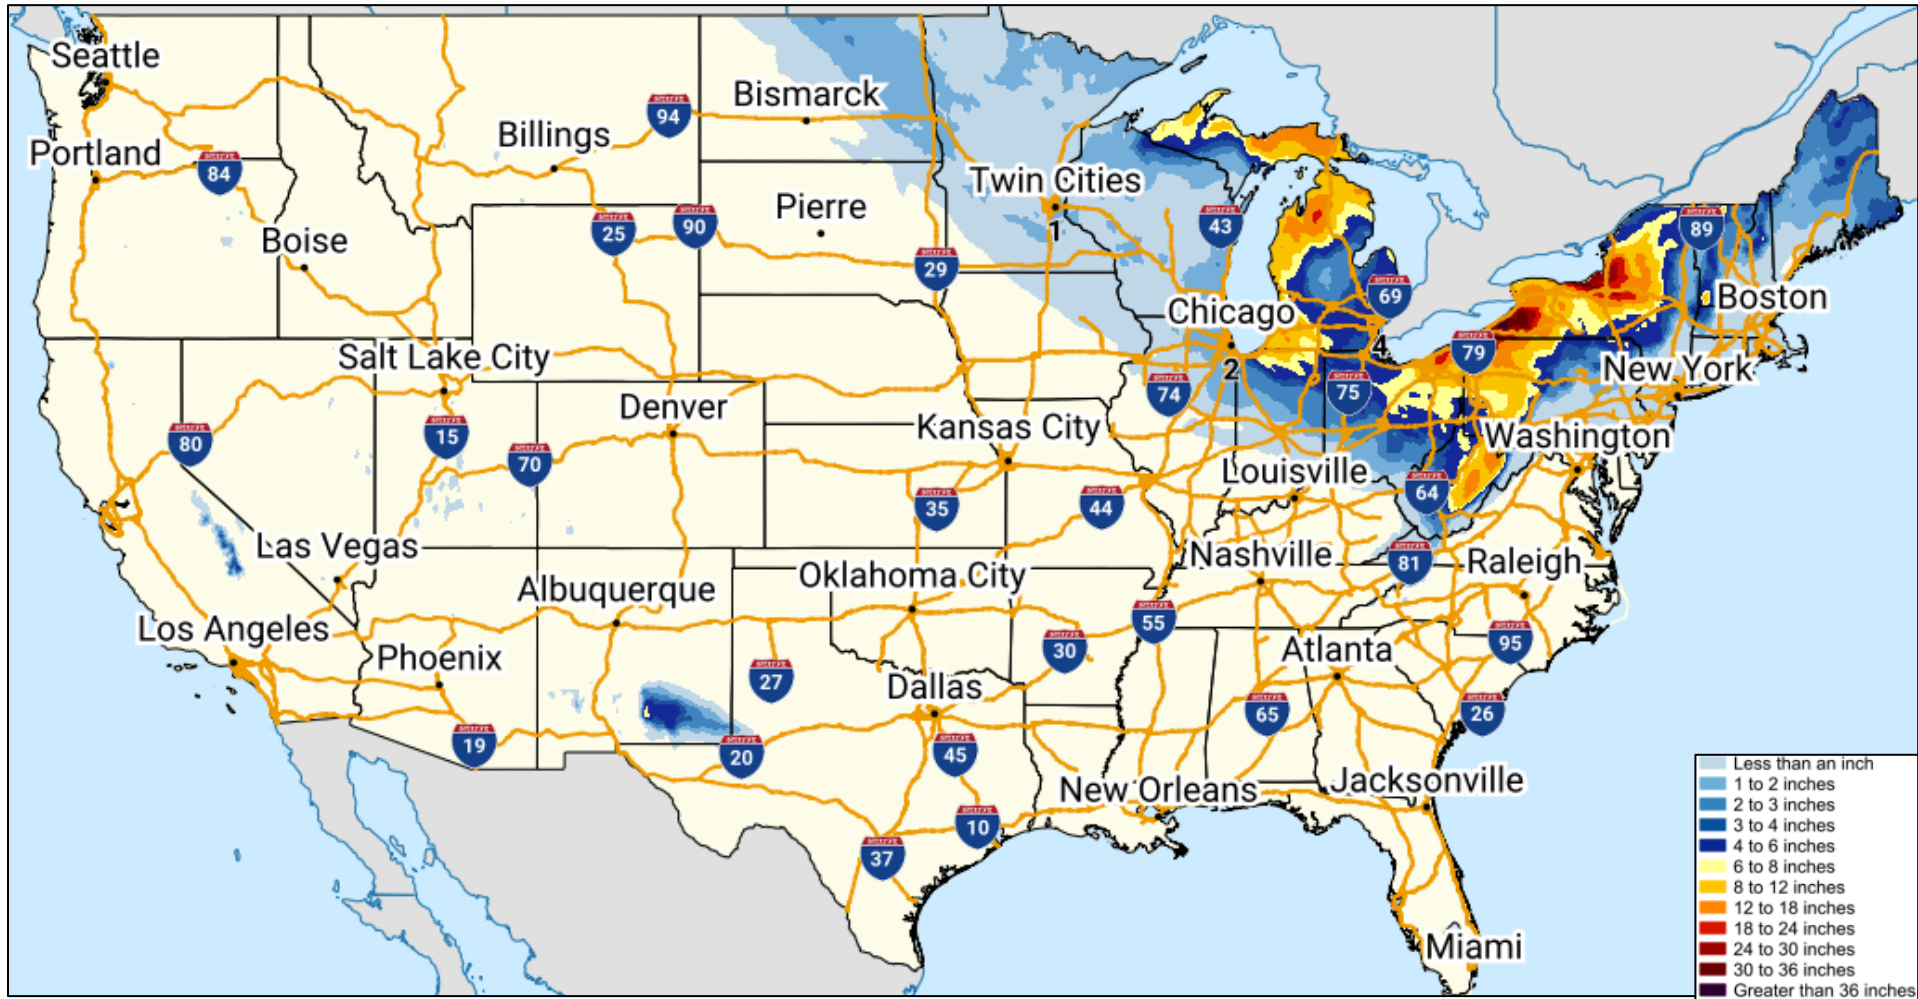 Seattle
Bismarck
94
Billings
Portland
84
Twin Cities
Pierre
1
25
90
43
89
Boise
29
69
Boston
Chicago
4
79
Salt Lake City
2
New York
74
75
Denver
Kansas City
80
15
70
Washington
Louisville
64
35
44
Las Vegas
Nashville
81
Raleigh
Oklahoma City
Albuquerque
Los Angeles
55
95
Phoenix
30
Atlanta
27
Dallas
65
26
19
20
45
New Orleans
Jacksonville
10
37
Miami
Less than an inch
1 to 2 inches
2 to 3 inches
3 to 4 inches
4 to 6 inches
6 to 8 inches
8 to 12 inches
12 to 18 inches
18 to 24 inches
24 to 30 inches
30 to 36 inches
Greater than 36 inches